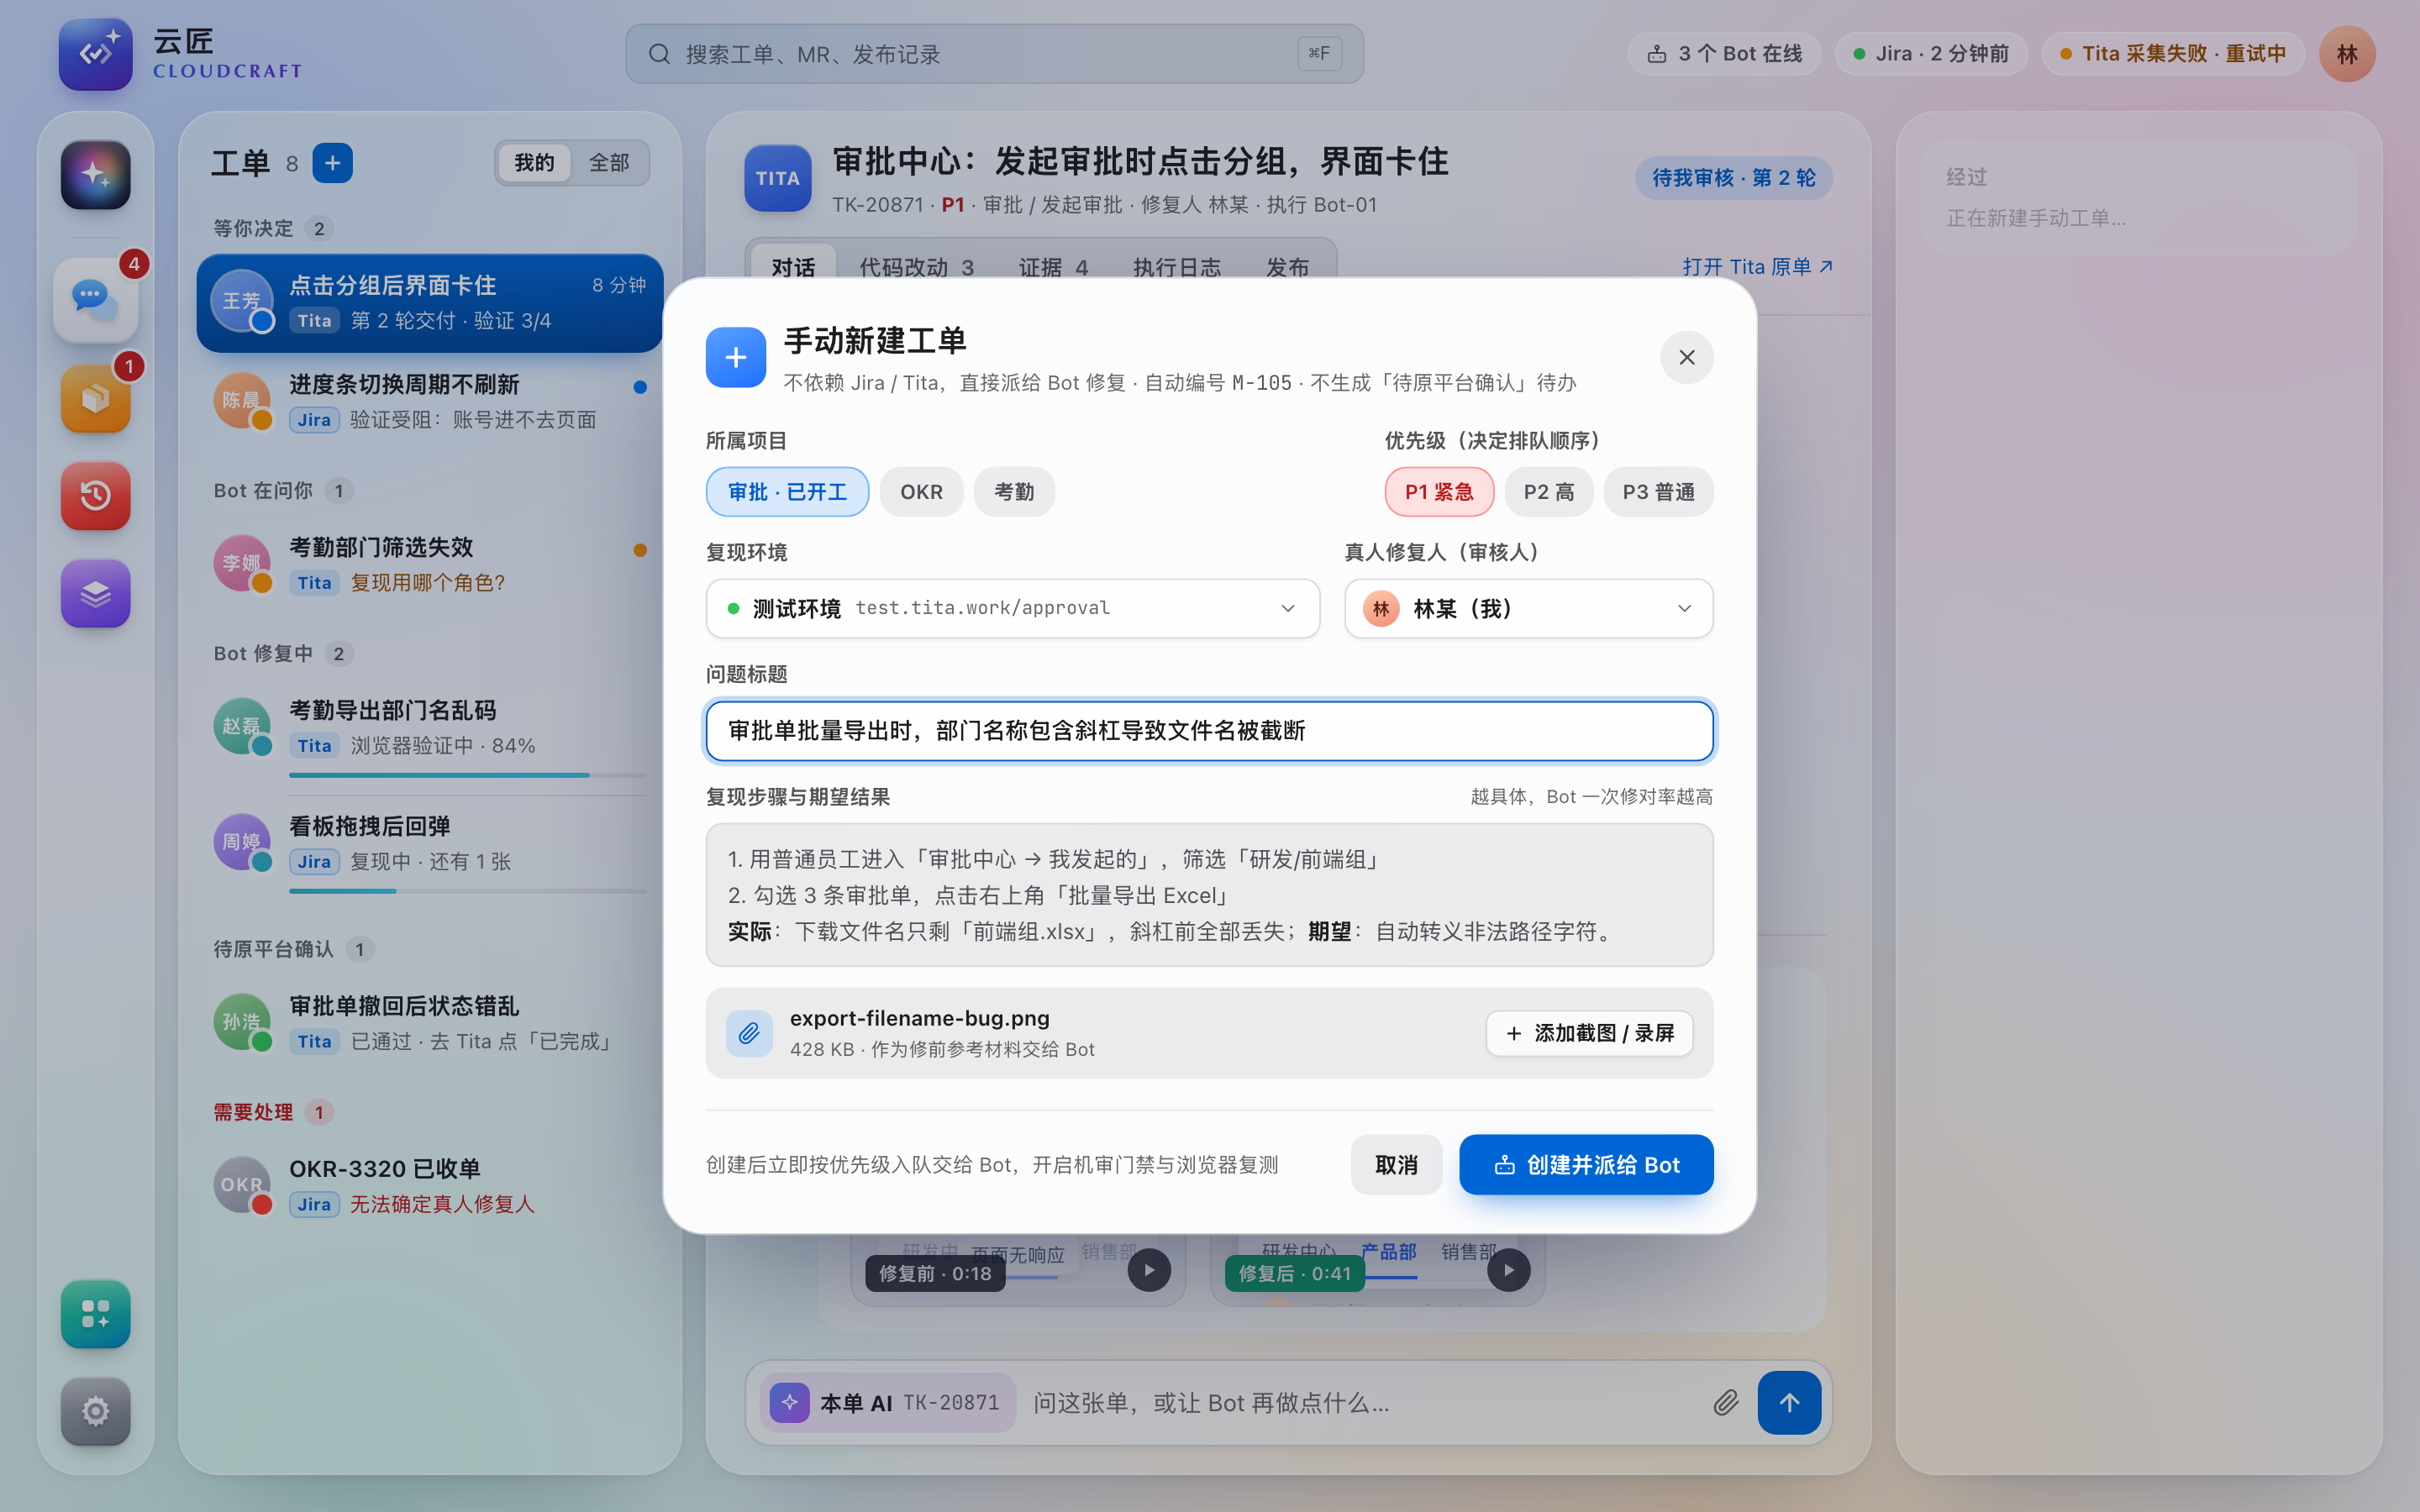 云匠
CLOUDCRAFT
搜索工单、MR、发布记录
⌘F
3 个 Bot 在线
Jira · 2 分钟前
Tita 采集失败 · 重试中
林
4
1
工单 8
我的
全部
等你决定 2
王芳
点击分组后界面卡住
8 分钟
Tita 第 2 轮交付 · 验证 3/4
陈晨
进度条切换周期不刷新
Jira 验证受阻：账号进不去页面
Bot 在问你 1
李娜
考勤部门筛选失效
Tita 复现用哪个角色?
Bot 修复中 2
赵磊
考勤导出部门名乱码
Tita 浏览器验证中 · 84%
周婷
看板拖拽后回弹
Jira 复现中 · 还有 1 张
待原平台确认 1
孙浩
审批单撤回后状态错乱
Tita 已通过 · 去 Tita 点「已完成」
需要处理 1
OKR
OKR-3320 已收单
Jira 无法确定真人修复人
TITA
审批中心：发起审批时点击分组，界面卡住
TK-20871 · P1 · 审批 / 发起审批 · 修复人 林某 · 执行 Bot-01
待我审核 · 第 2 轮
对话
代码改动 3
证据 4
执行日志
发布
打开 Tita 原单 ↗
手动新建工单
不依赖 Jira / Tita，直接派给 Bot 修复 · 自动编号 M-105 · 不生成「待原平台确认」待办
所属项目
审批 · 已开工
OKR
考勤
优先级（决定排队顺序）
P1 紧急
P2 高
P3 普通
复现环境
测试环境 test.tita.work/approval
真人修复人（审核人）
林 林某（我）
问题标题
审批单批量导出时，部门名称包含斜杠导致文件名被截断
复现步骤与期望结果
越具体，Bot 一次修对率越高
1. 用普通员工进入「审批中心 → 我发起的」，筛选「研发/前端组」
2. 勾选 3 条审批单，点击右上角「批量导出 Excel」
实际：下载文件名只剩「前端组.xlsx」，斜杠前全部丢失；期望：自动转义非法路径字符。
export-filename-bug.png
428 KB · 作为修前参考材料交给 Bot
添加截图 / 录屏
创建后立即按优先级入队交给 Bot，开启机审门禁与浏览器复测
取消
创建并派给 Bot
研发中 页面无响应 销售部
修复前 · 0:18
研发中心 产品部 销售部
修复后 · 0:41
本单 AI TK-20871
问这张单，或让 Bot 再做点什么...
经过
正在新建手动工单...